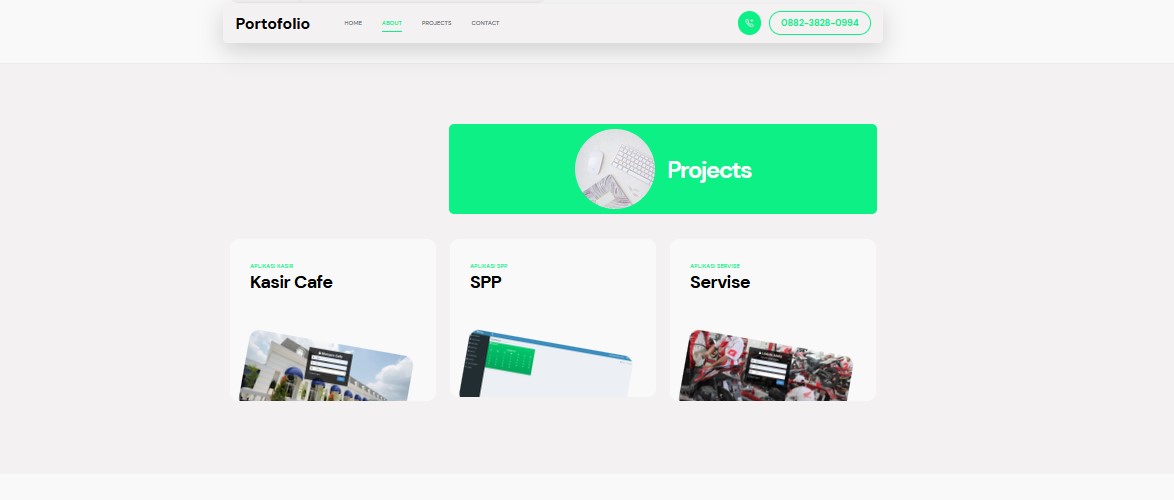 Portofolio
HOME
ABOUT
PROJECTS
CONTACT
0882-3828-0994
Projects
APLIKASI KASIR
Kasir Cafe
APLIKASI SPP
SPP
APLIKASI SERVISE
Servise